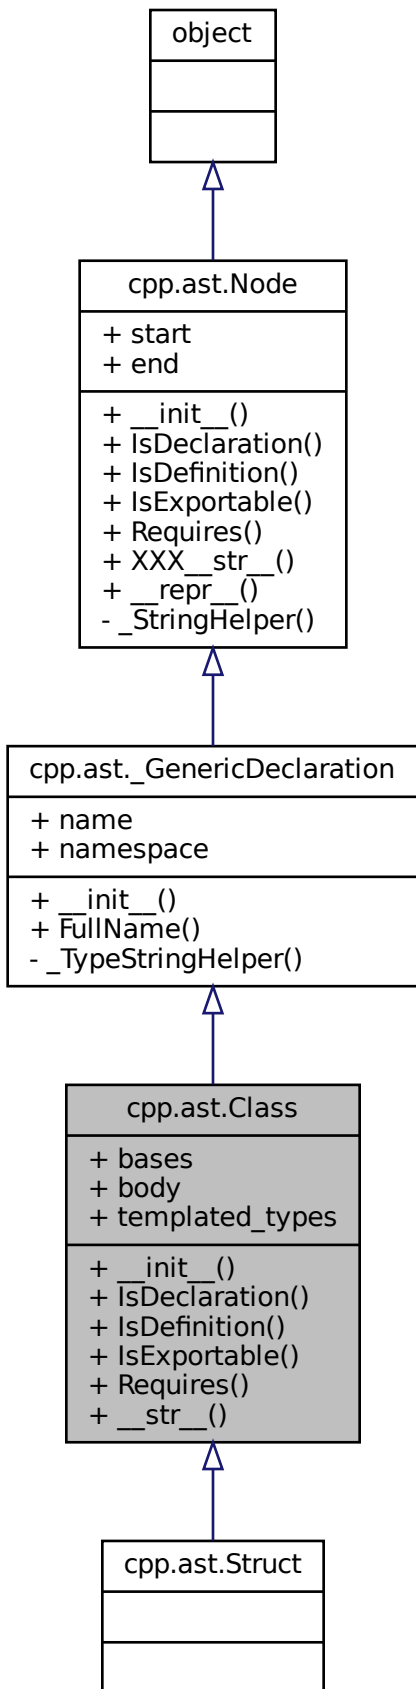 object
cpp.ast.Node
+ start
+ end
+ __init__()
+ IsDeclaration()
+ IsDefinition()
+ IsExportable()
+ Requires()
+ XXX__str__()
+ __repr__()
- _StringHelper()
cpp.ast._GenericDeclaration
+ name
+ namespace
+ __init__()
+ FullName()
- _TypeStringHelper()
cpp.ast.Class
+ bases
+ body
+ templated_types
+ __init__()
+ IsDeclaration()
+ IsDefinition()
+ IsExportable()
+ Requires()
+ __str__()
cpp.ast.Struct